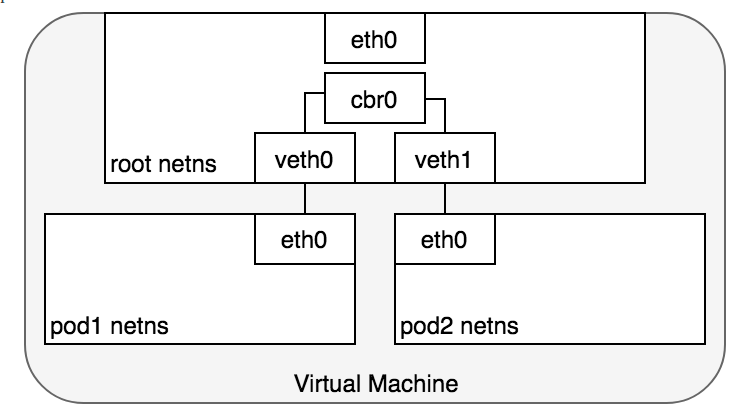 eth0
cbr0
veth0
veth1
root netns
eth0
eth0
pod1 netns
pod2 netns
Virtual Machine